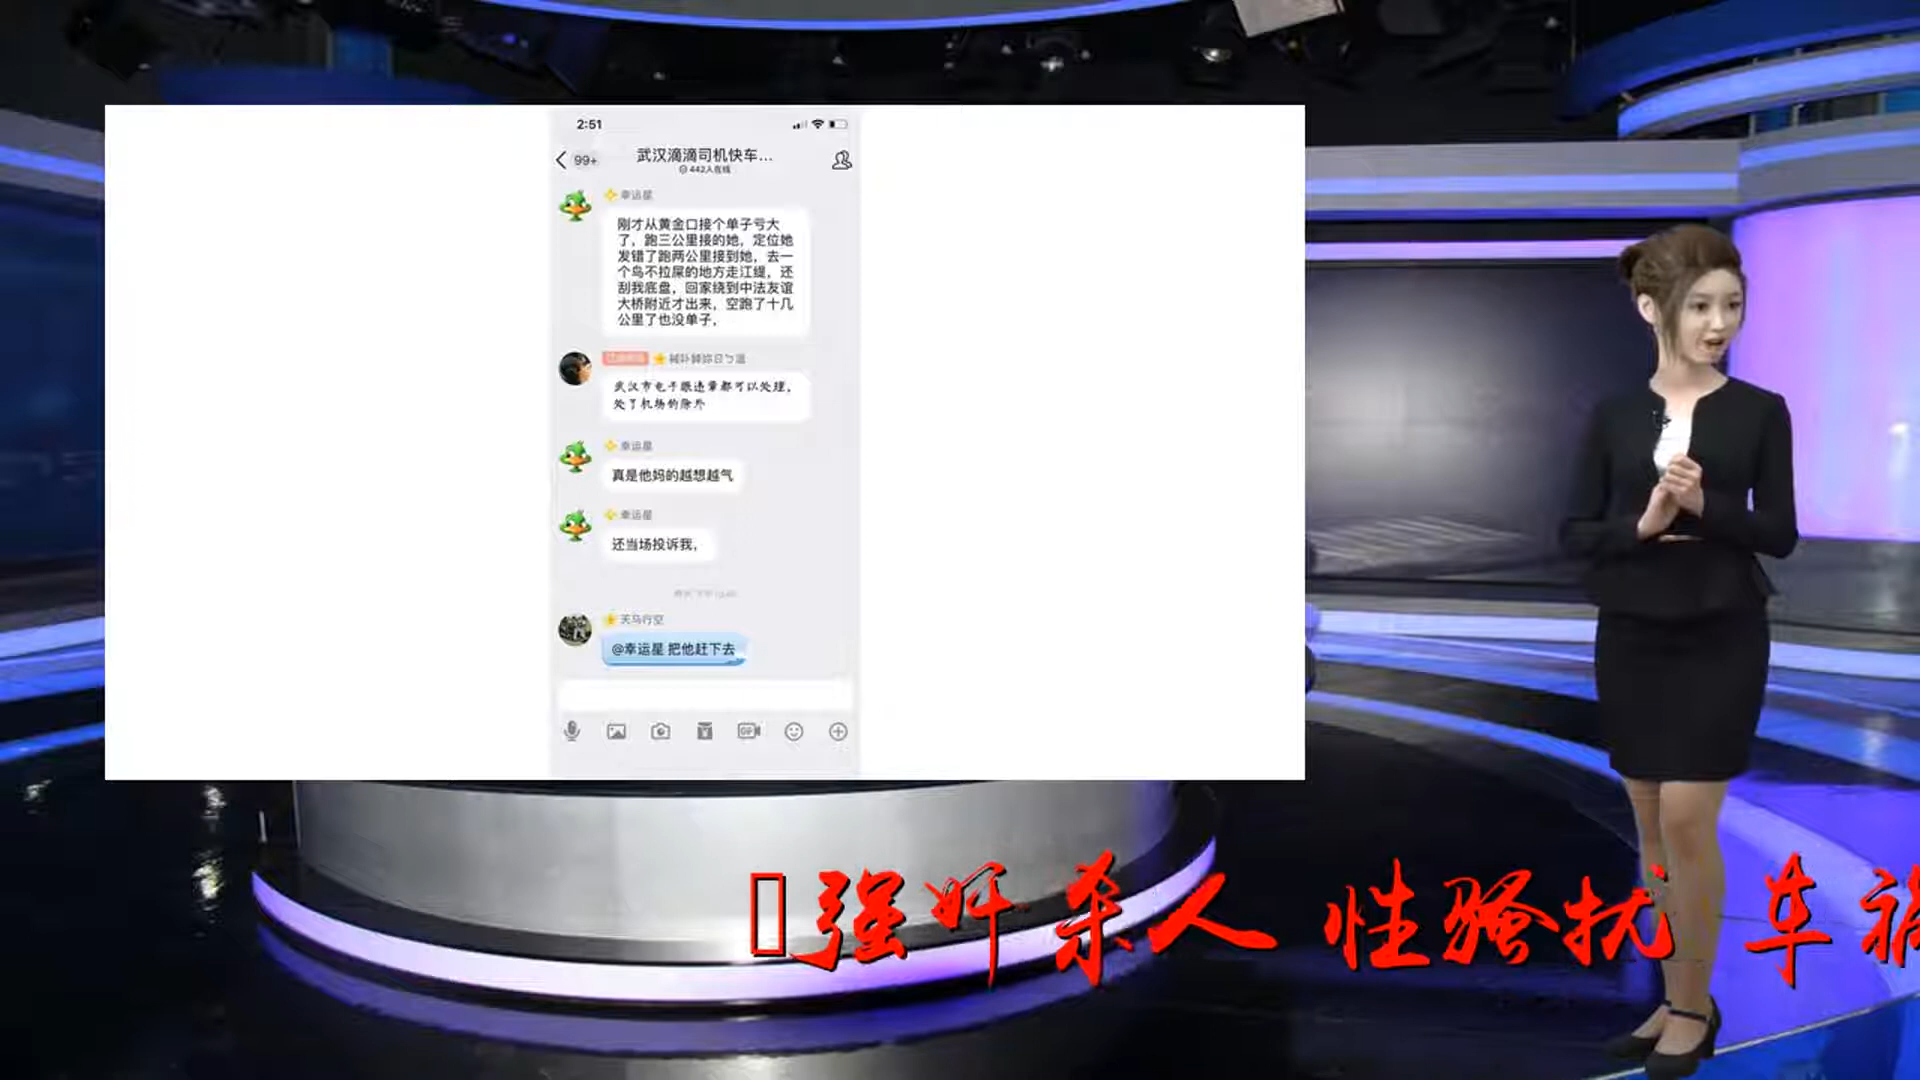 2:51
99+
武汉滴滴司机快车...
442人在线
幸运星
刚才从黄金口接个单子亏大
了，跑三公里接的她，定位她
发错了跑两公里接到她，去一
个鸟不拉屎的地方走江缇，还
刮我底盘，回家绕到中法友谊
大桥附近才出来，空跑了十几
公里了也没单子，
武汉市电子眼违章都可以处理，
处了机场的除外
幸运星
真是他妈的越想越气
幸运星
还当场投诉我，
天马行空
@幸运星 把他赶下去
强奸杀人 性骚扰 车祸